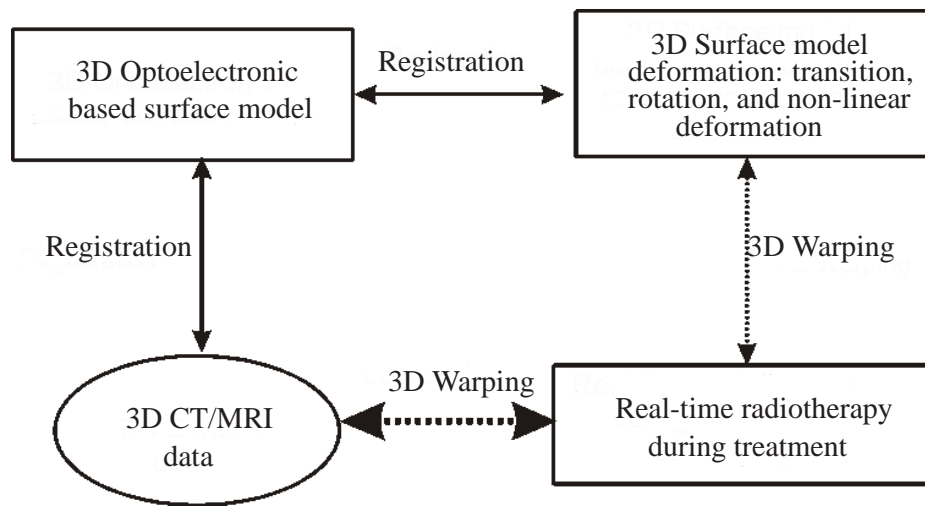 3D Optoelectronic
based surface model
Registration
3D Surface model
deformation: transition,
rotation, and non-linear
deformation
Registration
3D Warping
3D CT/MRI
data
3D Warping
Real-time radiotherapy
during treatment